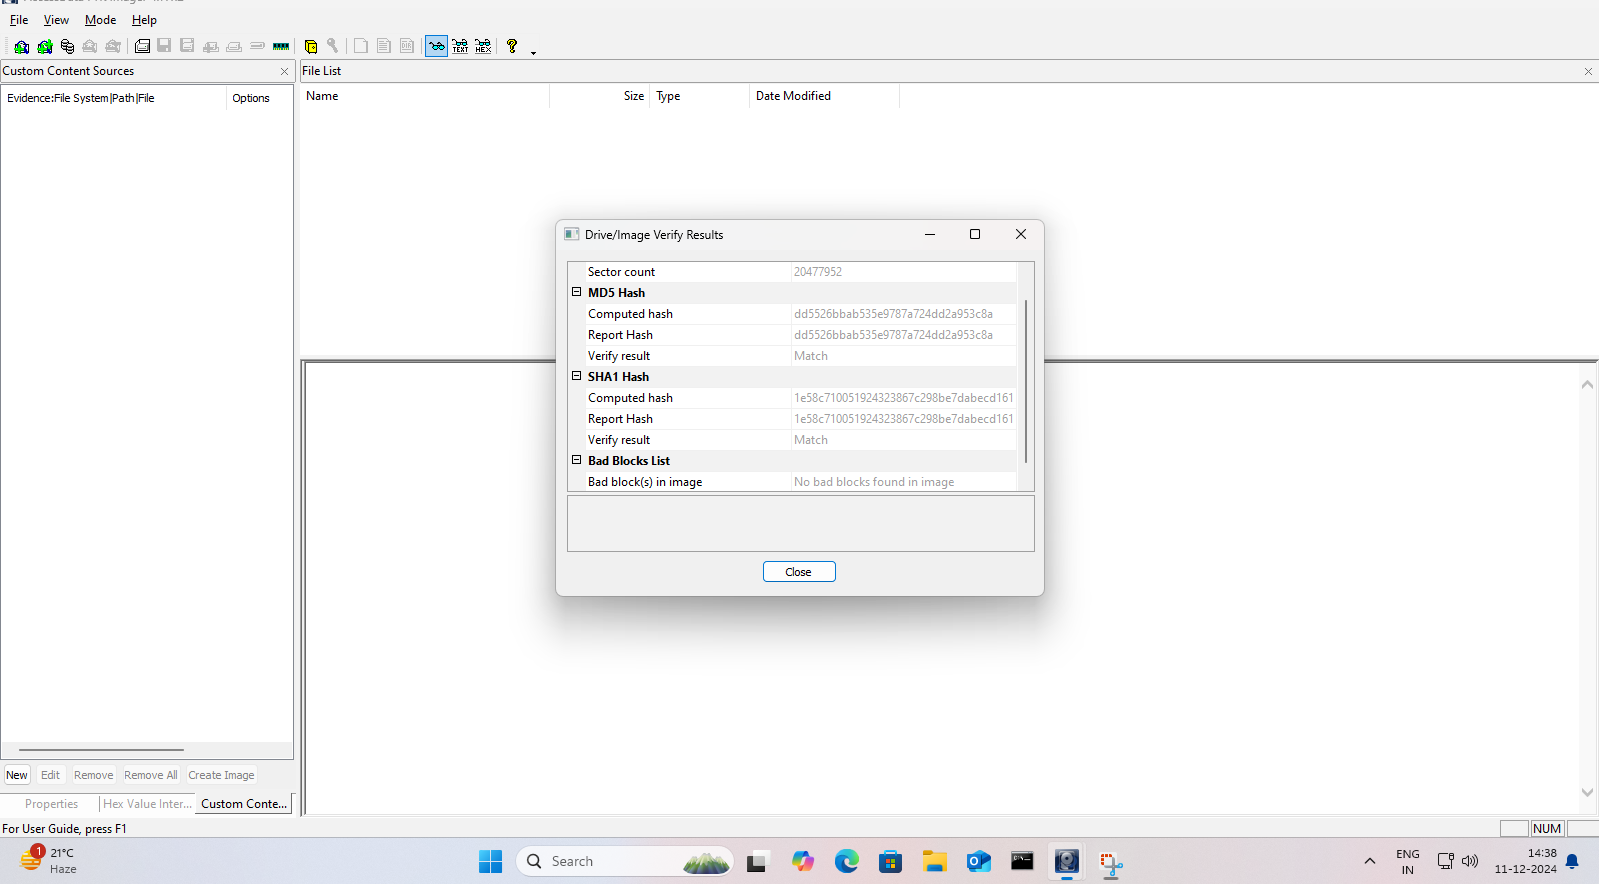 File View Mode Help
Custom Content Sources
File List
Evidence:File System|Path|File Options
Name Size Type Date Modified
TEXT HEX DIR
Drive/Image Verify Results
Sector count 20477952
MD5 Hash
Computed hash dd5526bbab535e9787a724dd2a953c8a
Report Hash dd5526bbab535e9787a724dd2a953c8a
Verify result Match
SHA1 Hash
Computed hash 1e58c710051924323867c298be7dabecd161
Report Hash 1e58c710051924323867c298be7dabecd161
Verify result Match
Bad Blocks List
Bad block(s) in image No bad blocks found in image
Close
New Edit Remove Remove All Create Image
Properties Hex Value Inter... Custom Conte...
For User Guide, press F1
NUM
1 21°C
Haze
Search
ENG
IN
14:38
11-12-2024